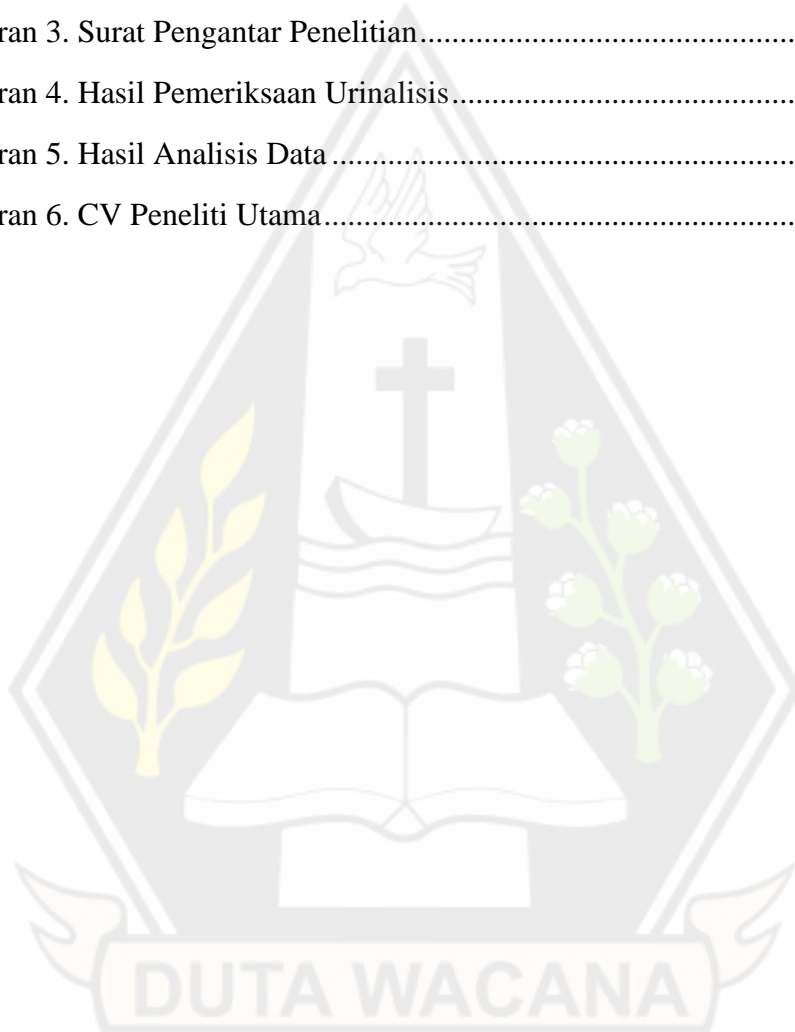 ran 3. Surat Pengantar Penelitian..............................................
ran 4. Hasil Pemeriksaan Urinalisis..........................................
ran 5. Hasil Analisis Data.........................................................
ran 6. CV Peneliti Utama..........................................................
DUTA WACANA